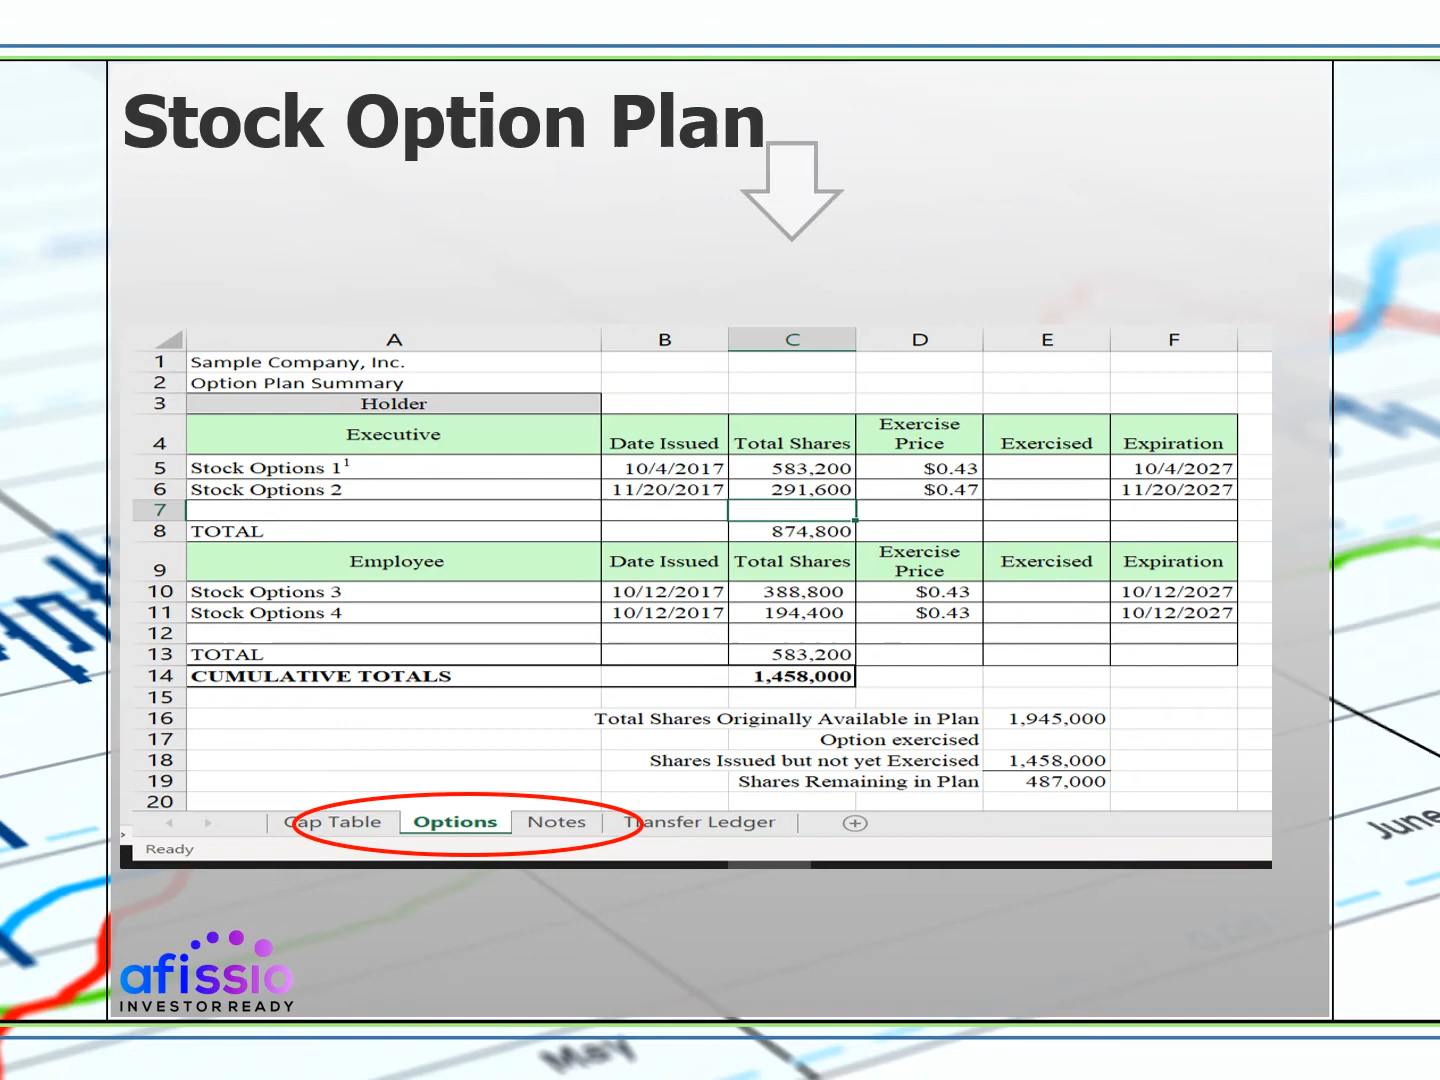 Stock Option Plan
A B C D E F
1 Sample Company, Inc.
2 Option Plan Summary
3 Holder
4 Executive Date Issued Total Shares Exercise Price Exercised Expiration
5 Stock Options 1¹ 10/4/2017 583,200 $0.43 10/4/2027
6 Stock Options 2 11/20/2017 291,600 $0.47 11/20/2027
7
8 TOTAL 874,800
9 Employee Date Issued Total Shares Exercise Price Exercised Expiration
10 Stock Options 3 10/12/2017 388,800 $0.43 10/12/2027
11 Stock Options 4 10/12/2017 194,400 $0.43 10/12/2027
12
13 TOTAL 583,200
14 CUMULATIVE TOTALS 1,458,000
15
16 Total Shares Originally Available in Plan 1,945,000
17 Option exercised
18 Shares Issued but not yet Exercised 1,458,000
19 Shares Remaining in Plan 487,000
20
Cap Table Options Notes Transfer Ledger
Ready
June
afissio
INVESTOR READY
May